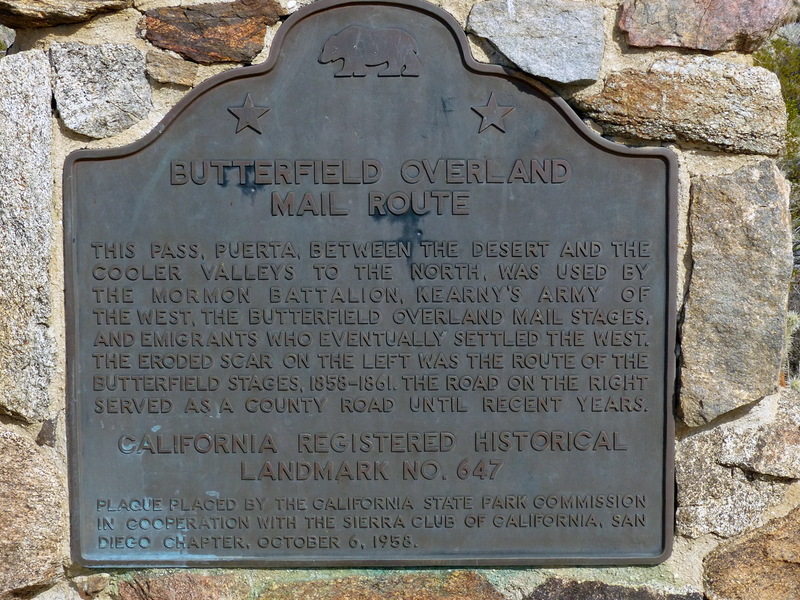 BUTTERFIELD OVERLAND
MAIL ROUTE
THIS PASS, PUERTA, BETWEEN THE DESERT AND THE
COOLER VALLEYS TO THE NORTH, WAS USED BY
THE MORMON BATTALION, KEARNY'S ARMY OF
THE WEST, THE BUTTERFIELD OVERLAND MAIL STAGES,
AND EMIGRANTS WHO EVENTUALLY SETTLED THE WEST.
THE ERODED SCAR ON THE LEFT WAS THE ROUTE OF THE
BUTTERFIELD STAGES, 1858-1861. THE ROAD ON THE RIGHT
SERVED AS A COUNTY ROAD UNTIL RECENT YEARS.
CALIFORNIA REGISTERED HISTORICAL
LANDMARK NO. 647
PLAQUE PLACED BY THE CALIFORNIA STATE PARK COMMISSION
IN COOPERATION WITH THE SIERRA CLUB OF CALIFORNIA, SAN
DIEGO CHAPTER, OCTOBER 6, 1958.